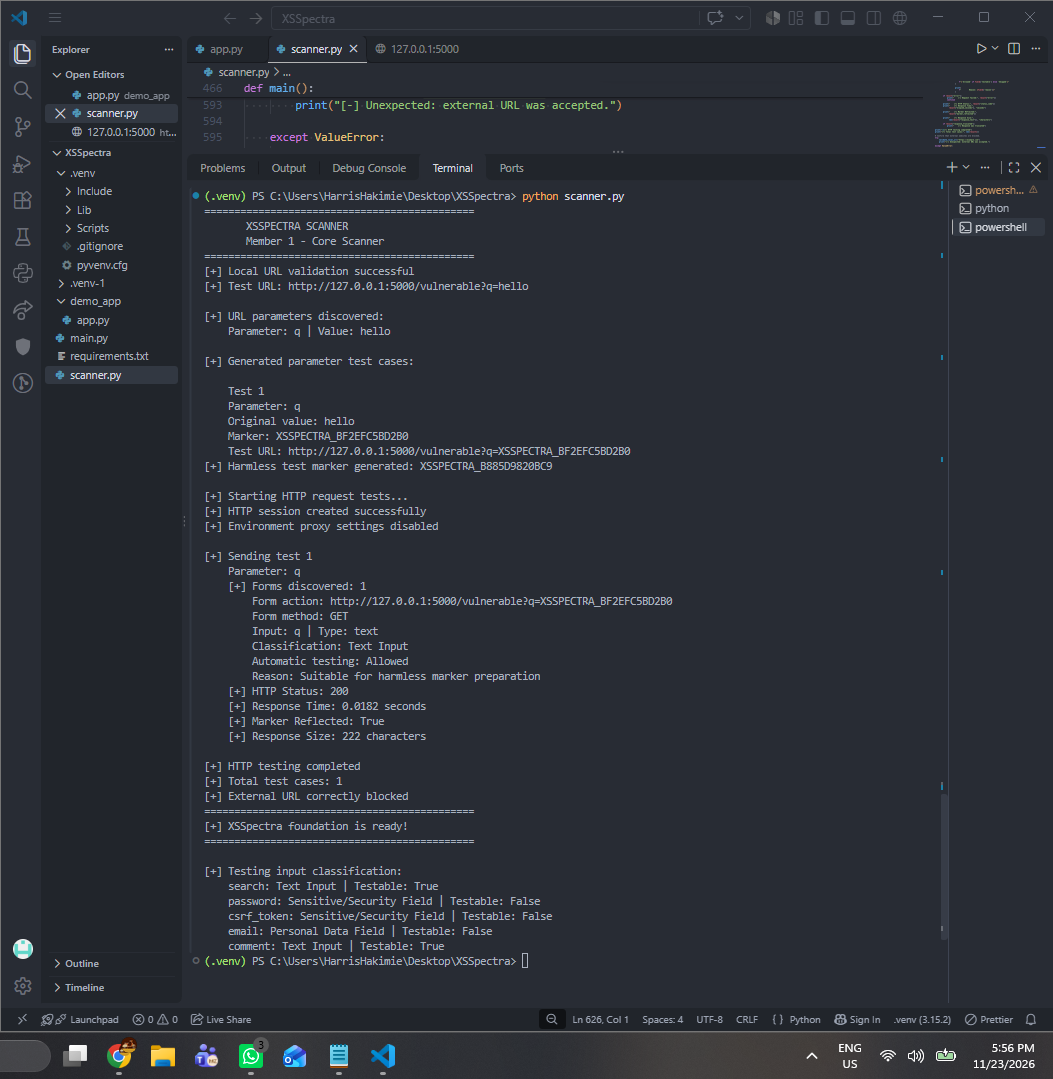 XSSpectra
Explorer
Open Editors
app.py demo_app
scanner.py
127.0.0.1:5000 ht...
XSSpectra
.venv
Include
Lib
Scripts
.gitignore
pyvenv.cfg
.venv-1
demo_app
app.py
main.py
requirements.txt
scanner.py
Outline
Timeline
app.py
scanner.py
127.0.0.1:5000
scanner.py > ...
466 def main():
593 print("[-] Unexpected: external URL was accepted.")
594
595 except ValueError:
Problems Output Debug Console Terminal Ports
(.venv) PS C:\Users\HarrisHakimie\Desktop\XSSpectra> python scanner.py
=============================================
XSSPECTRA SCANNER
Member 1 - Core Scanner
=============================================
[+] Local URL validation successful
[+] Test URL: http://127.0.0.1:5000/vulnerable?q=hello
[+] URL parameters discovered:
Parameter: q | Value: hello
[+] Generated parameter test cases:
Test 1
Parameter: q
Original value: hello
Marker: XSSPECTRA_BF2EFC5BD2B0
Test URL: http://127.0.0.1:5000/vulnerable?q=XSSPECTRA_BF2EFC5BD2B0
[+] Harmless test marker generated: XSSPECTRA_B885D9820BC9
[+] Starting HTTP request tests...
[+] HTTP session created successfully
[+] Environment proxy settings disabled
[+] Sending test 1
Parameter: q
[+] Forms discovered: 1
Form action: http://127.0.0.1:5000/vulnerable?q=XSSPECTRA_BF2EFC5BD2B0
Form method: GET
Input: q | Type: text
Classification: Text Input
Automatic testing: Allowed
Reason: Suitable for harmless marker preparation
[+] HTTP Status: 200
[+] Response Time: 0.0182 seconds
[+] Marker Reflected: True
[+] Response Size: 222 characters
[+] HTTP testing completed
[+] Total test cases: 1
[+] External URL correctly blocked
=============================================
[+] XSSpectra foundation is ready!
=============================================
[+] Testing input classification:
search: Text Input | Testable: True
password: Sensitive/Security Field | Testable: False
csrf_token: Sensitive/Security Field | Testable: False
email: Personal Data Field | Testable: False
comment: Text Input | Testable: True
(.venv) PS C:\Users\HarrisHakimie\Desktop\XSSpectra>
powersh...
python
powershell
Launchpad 0 0 Live Share Ln 626, Col 1 Spaces: 4 UTF-8 CRLF { } Python Sign In .venv (3.15.2) Prettier
3
ENG
US
5:56 PM
11/23/2026